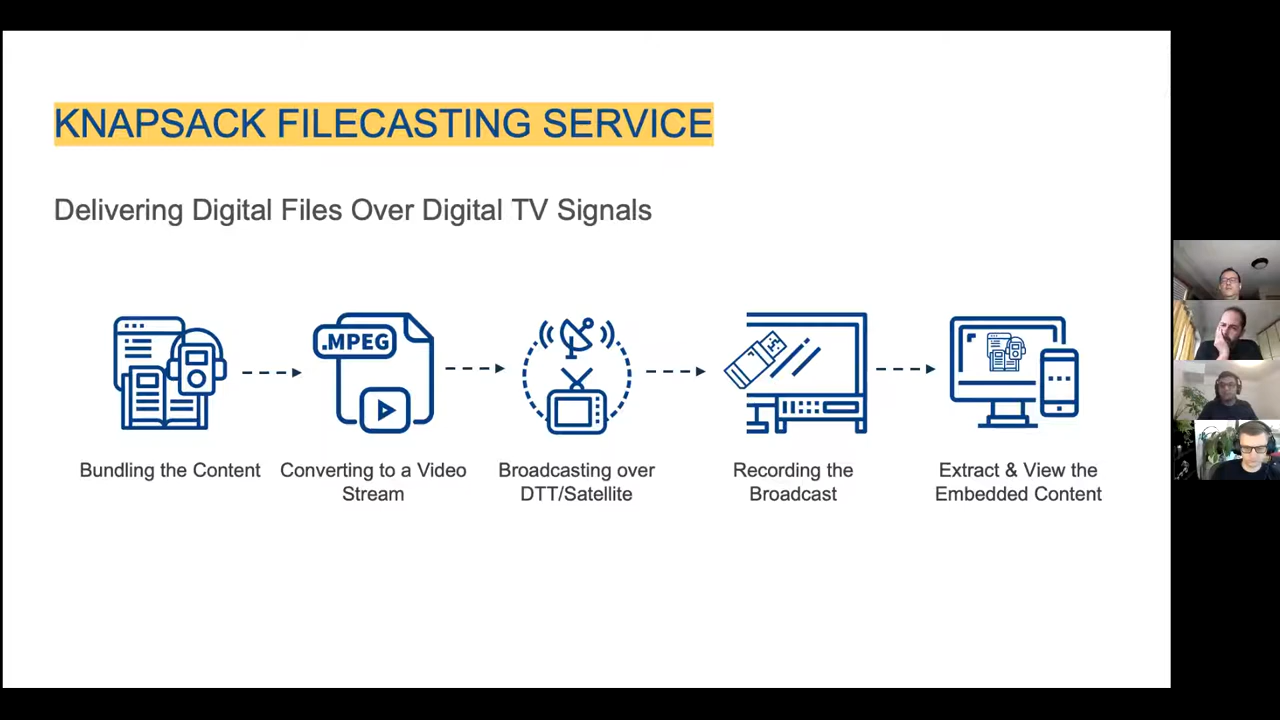 KNAPSACK FILECASTING SERVICE
Delivering Digital Files Over Digital TV Signals
.MPEG
Bundling the Content
Converting to a Video
Stream
Broadcasting over
DTT/Satellite
Recording the
Broadcast
Extract & View the
Embedded Content